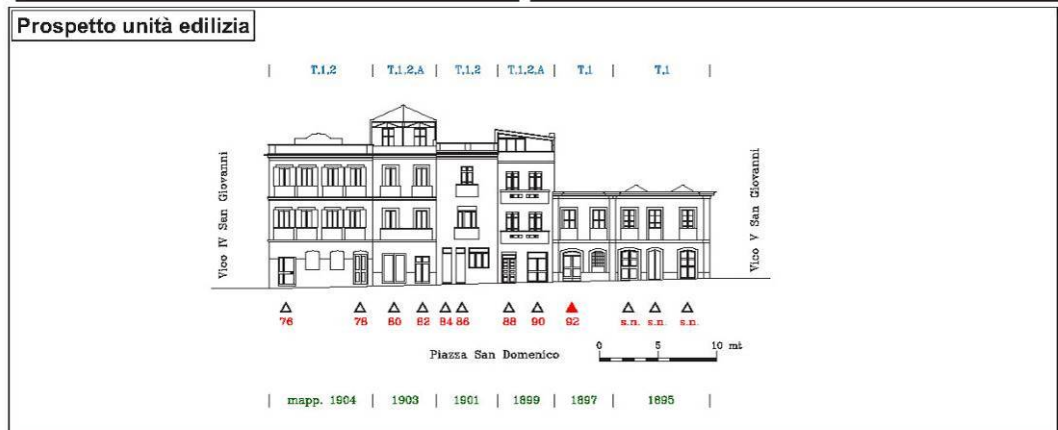 Prospetto unità edilizia
| T.1.2 | T.1.2.A | T.1.2 | T.1.2.A | T.1 | T.1 |
Vico IV San Giovanni
Vico V San Giovanni
76 78 80 82 84 86 88 90 92 s.n. s.n. s.n.
Piazza San Domenico
0 5 10 mt
| mapp. 1904 | 1903 | 1901 | 1899 | 1897 | 1895 |